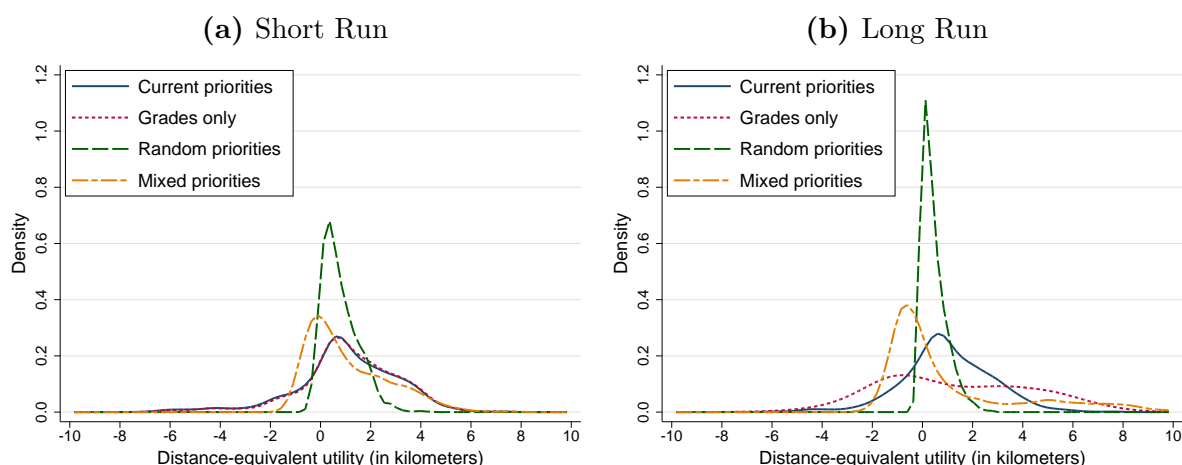 (a) Short Run
1.2
1.0
0.8
0.6
0.4
0.2
0.0
Density
Current priorities
Grades only
Random priorities
Mixed priorities
-10 -8 -6 -4 -2 0 2 4 6 8 10
Distance-equivalent utility (in kilometers)
(b) Long Run
1.2
1.0
0.8
0.6
0.4
0.2
0.0
Density
Current priorities
Grades only
Random priorities
Mixed priorities
-10 -8 -6 -4 -2 0 2 4 6 8 10
Distance-equivalent utility (in kilometers)